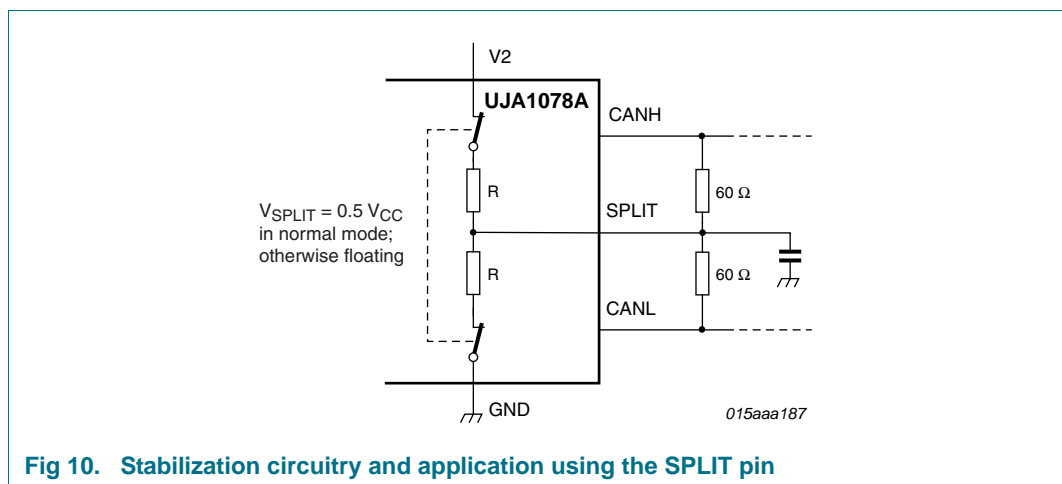 V2
UJA1078A
CANH
R
60 Ω
V_SPLIT = 0.5 V_CC
in normal mode;
otherwise floating
SPLIT
R
60 Ω
CANL
GND
015aaa187
Fig 10. Stabilization circuitry and application using the SPLIT pin